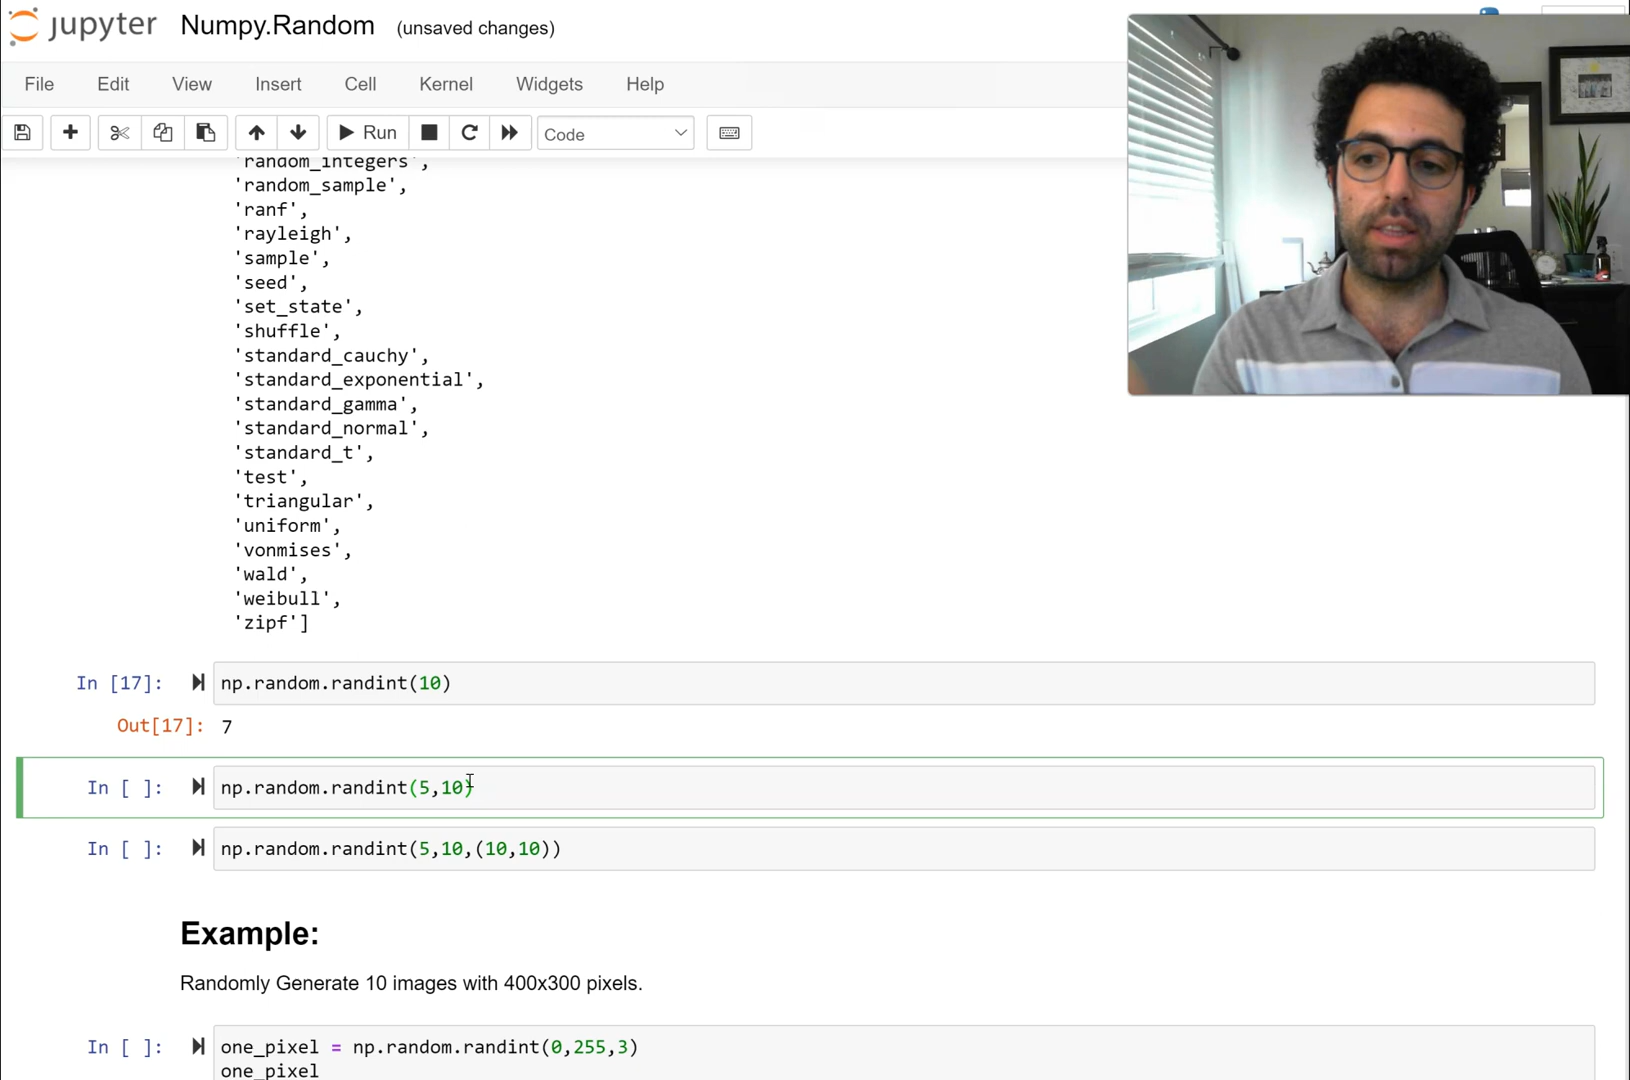 jupyter Numpy.Random (unsaved changes)
File Edit View Insert Cell Kernel Widgets Help
Run Code
'random_integers',
'random_sample',
'ranf',
'rayleigh',
'sample',
'seed',
'set_state',
'shuffle',
'standard_cauchy',
'standard_exponential',
'standard_gamma',
'standard_normal',
'standard_t',
'test',
'triangular',
'uniform',
'vonmises',
'wald',
'weibull',
'zipf']
In [17]: np.random.randint(10)
Out[17]: 7
In [ ]: np.random.randint(5,10)
In [ ]: np.random.randint(5,10,(10,10))
Example:
Randomly Generate 10 images with 400x300 pixels.
In [ ]: one_pixel = np.random.randint(0,255,3)
one_pixel